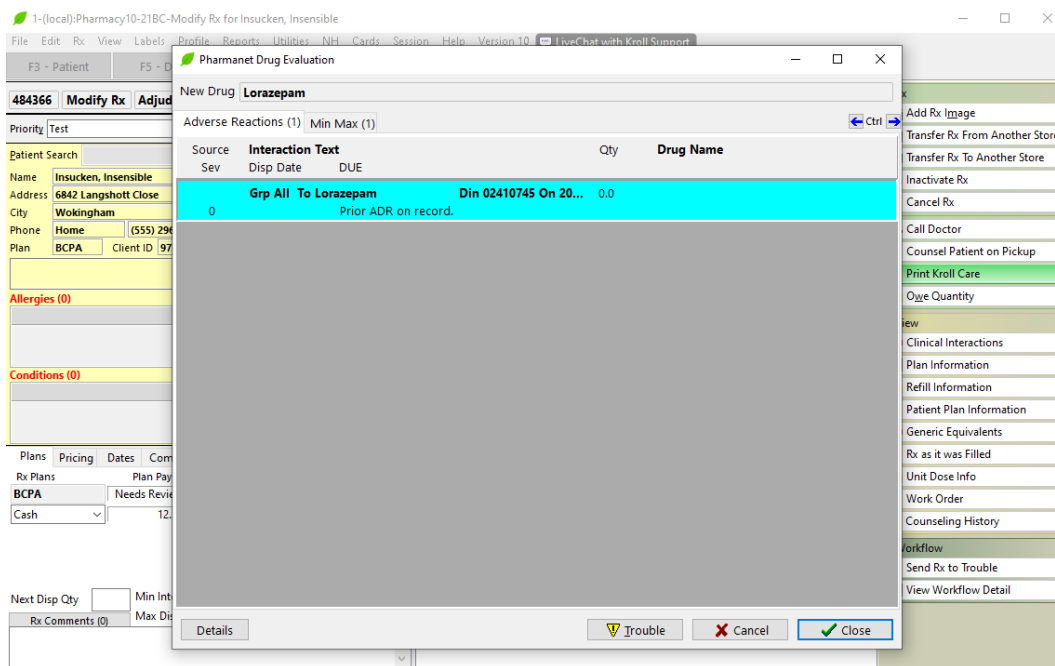 1-(local):Pharmacy10-21BC-Modify Rx for Insucken, Insensible
File Edit Rx View Labels Profile Reports Utilities NH Cards Session Help Version 10 LiveChat with Kroll Support
F3 - Patient F5 - D
484366 Modify Rx Adjud
Priority Test
Patient Search
Name Insucken, Insensible
Address 6842 Langshott Close
City Wokingham
Phone Home (555) 296
Plan BCPA Client ID 97
Allergies (0)
Conditions (0)
Plans Pricing Dates Com
Rx Plans Plan Pay
BCPA Needs Revie
Cash 12.
Next Disp Qty Min Int
Rx Comments (0) Max Dis
Pharmanet Drug Evaluation
New Drug Lorazepam
Adverse Reactions (1) Min Max (1) Ctrl
Source Interaction Text Qty Drug Name
Sev Disp Date DUE
Grp All To Lorazepam Din 02410745 On 20... 0.0
0 Prior ADR on record.
Details Trouble Cancel Close
x
Add Rx Image
Transfer Rx From Another Store
Transfer Rx To Another Store
Inactivate Rx
Cancel Rx
Call Doctor
Counsel Patient on Pickup
Print Kroll Care
Owe Quantity
iew
Clinical Interactions
Plan Information
Refill Information
Patient Plan Information
Generic Equivalents
Rx as it was Filled
Unit Dose Info
Work Order
Counseling History
Workflow
Send Rx to Trouble
View Workflow Detail